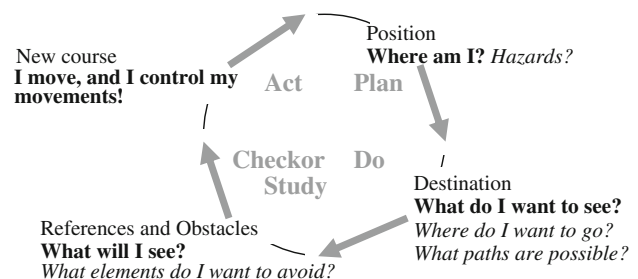 Position
Where am I? Hazards?
New course
I move, and I control my
movements!
Act
Plan
Checkor
Study
Do
Destination
What do I want to see?
Where do I want to go?
What paths are possible?
References and Obstacles
What will I see?
What elements do I want to avoid?